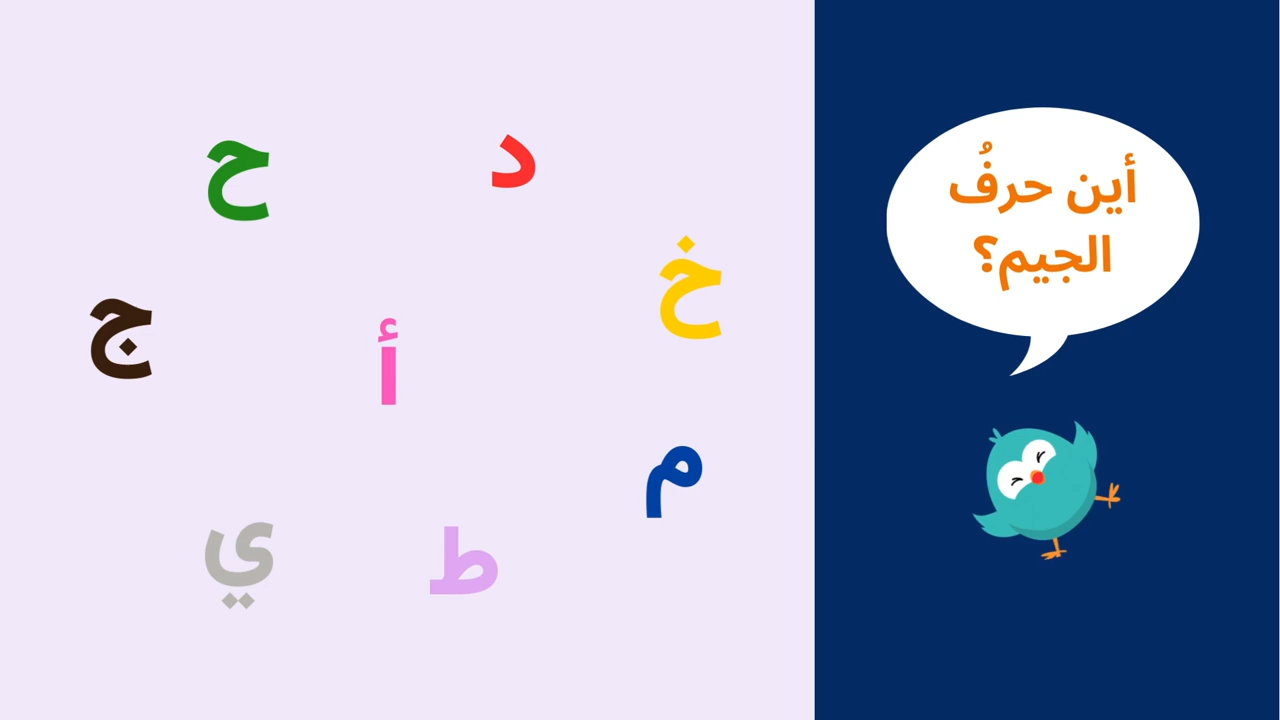 أين حرفُ
الجيم؟
د
ح
خ
أ
ج
م
ط
ي